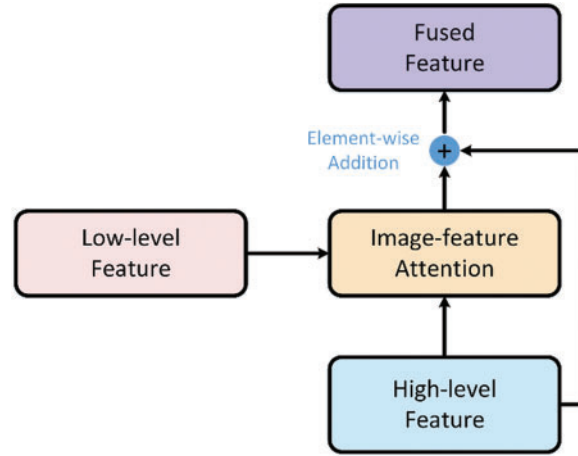 Fused
Feature
Element-wise
Addition
+
Low-level
Feature
Image-feature
Attention
High-level
Feature